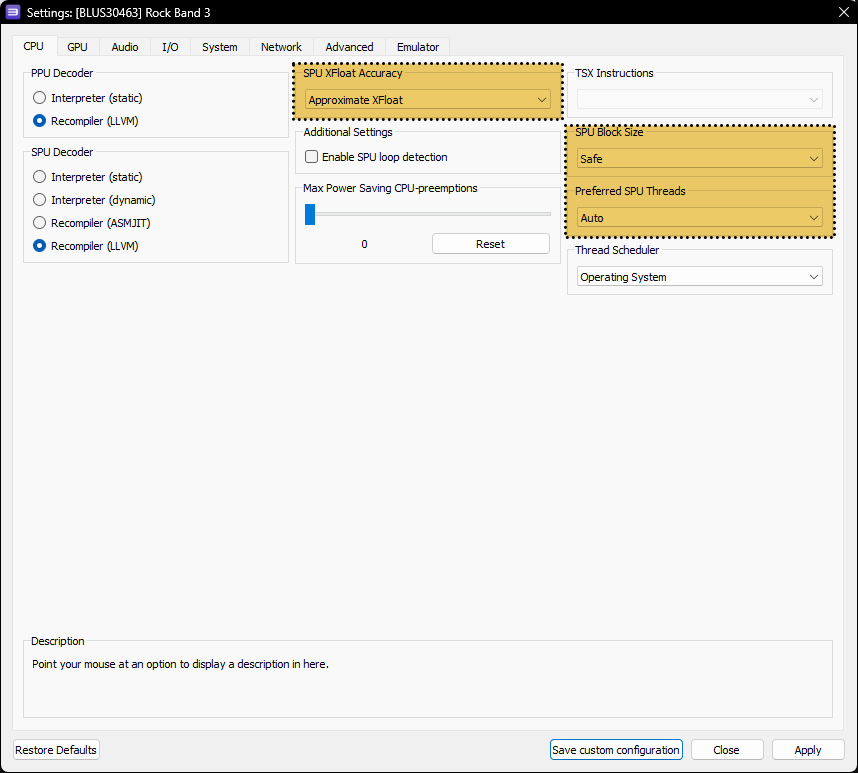 Settings: [BLUS30463] Rock Band 3
CPU
GPU
Audio
I/O
System
Network
Advanced
Emulator
PPU Decoder
Interpreter (static)
Recompiler (LLVM)
SPU Decoder
Interpreter (static)
Interpreter (dynamic)
Recompiler (ASMJIT)
Recompiler (LLVM)
SPU XFloat Accuracy
Approximate XFloat
Additional Settings
Enable SPU loop detection
Max Power Saving CPU-preemptions
0
Reset
TSX Instructions
SPU Block Size
Safe
Preferred SPU Threads
Auto
Thread Scheduler
Operating System
Description
Point your mouse at an option to display a description in here.
Restore Defaults
Save custom configuration
Close
Apply